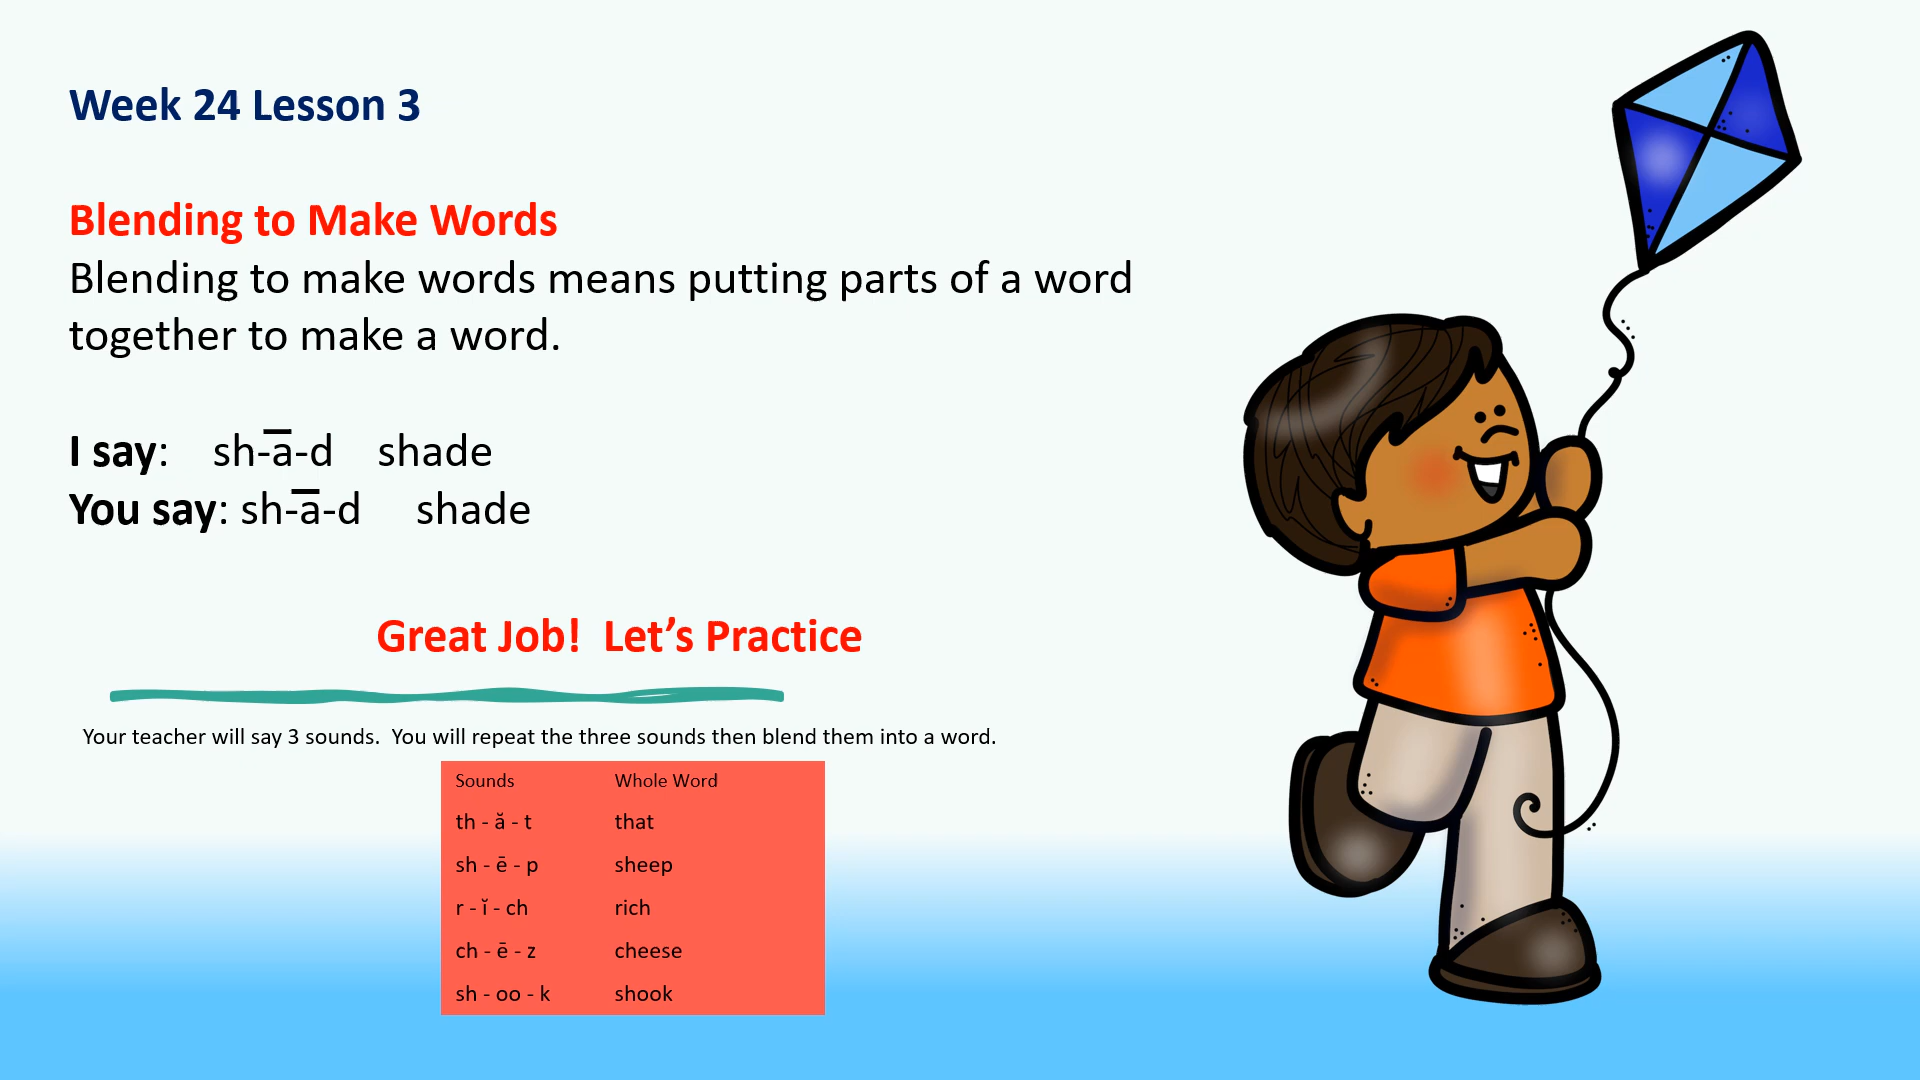 Week 24 Lesson 3
Blending to Make Words
Blending to make words means putting parts of a word
together to make a word.
I say: sh-ā-d shade
You say: sh-ā-d shade
Great Job! Let’s Practice
Your teacher will say 3 sounds. You will repeat the three sounds then blend them into a word.
Sounds Whole Word
th - ă - t that
sh - ē - p sheep
r - ĭ - ch rich
ch - ē - z cheese
sh - oo - k shook